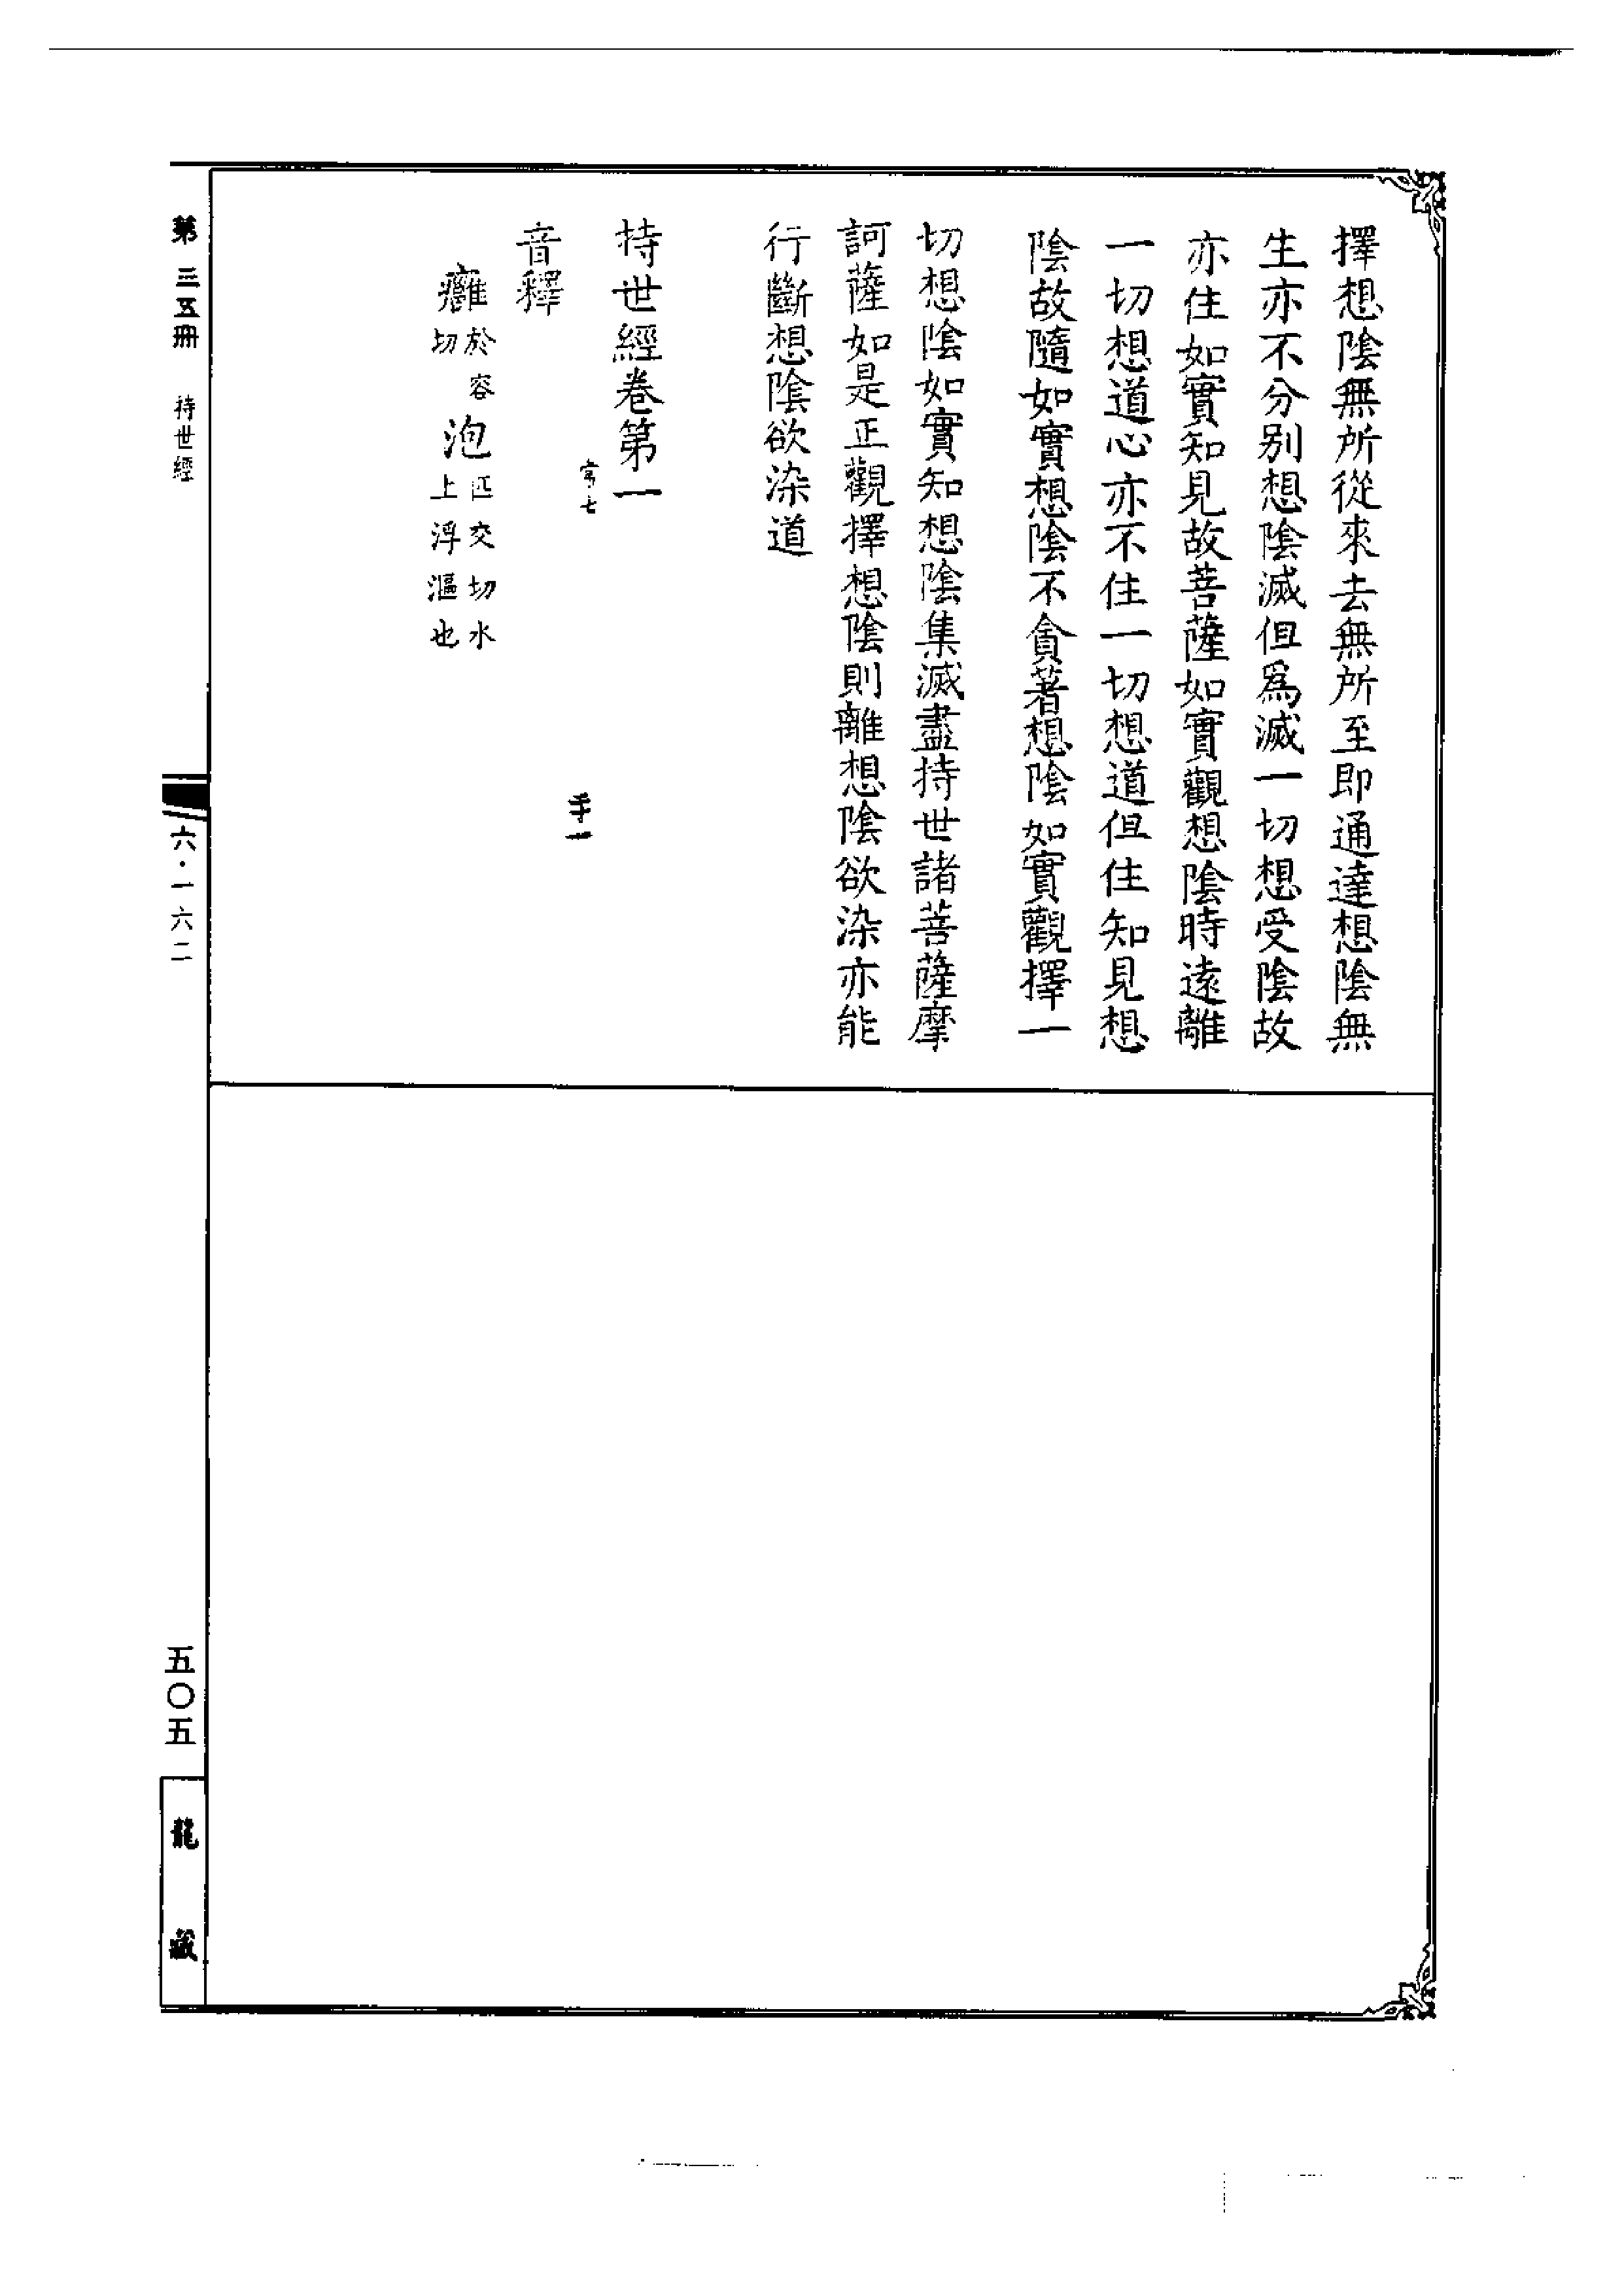 擇想陰無所從來去無所至即通達想陰無
生亦不分别想陰滅但爲滅一切想受陰故
亦住如實知見故菩薩如實觀想陰時遠離
一切想道心亦不住一切想道但住知見想
陰故隨如實想陰不貪著想陰如實觀擇一
切想陰如實知想陰集滅盡持世諸菩薩摩
訶薩如是正觀擇想陰則離想陰欲染亦能
行斷想陰欲染道
持世經卷第一
常七
手一
音釋
癰於容切
泡匹交切水上浮漚也
第三五冊 持世經
六·一六二
五〇五
龍藏